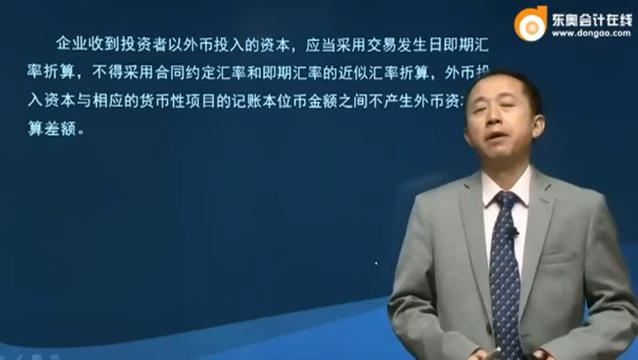 东奥会计在线
www.dongao.com
企业收到投资者以外币投入的资本，应当采用交易发生日即期汇
率折算，不得采用合同约定汇率和即期汇率的近似汇率折算，外币投
入资本与相应的货币性项目的记账本位币金额之间不产生外币资
算差额。